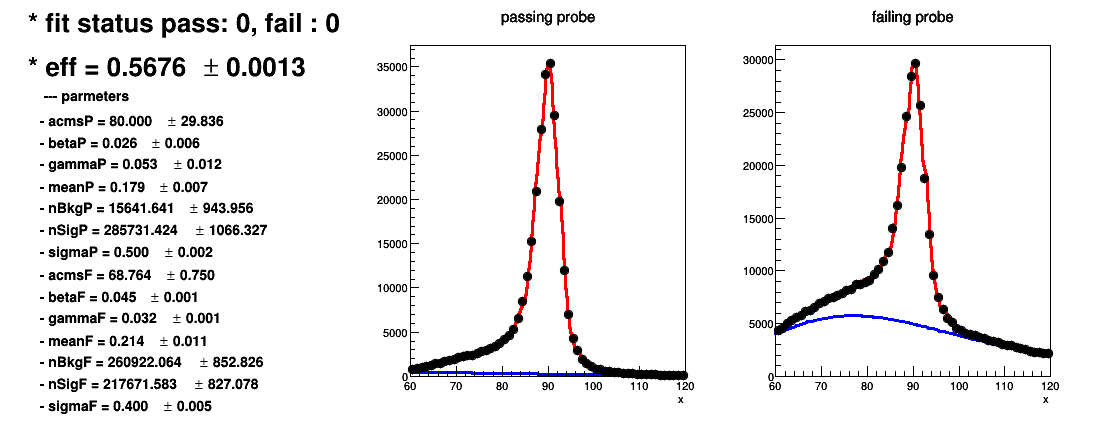 * fit status pass: 0, fail : 0
* eff = 0.5676 ± 0.0013
--- parmeters
- acmsP = 80.000 ± 29.836
- betaP = 0.026 ± 0.006
- gammaP = 0.053 ± 0.012
- meanP = 0.179 ± 0.007
- nBkgP = 15641.641 ± 943.956
- nSigP = 285731.424 ± 1066.327
- sigmaP = 0.500 ± 0.002
- acmsF = 68.764 ± 0.750
- betaF = 0.045 ± 0.001
- gammaF = 0.032 ± 0.001
- meanF = 0.214 ± 0.011
- nBkgF = 260922.064 ± 852.826
- nSigF = 217671.583 ± 827.078
- sigmaF = 0.400 ± 0.005
passing probe
35000
30000
25000
20000
15000
10000
5000
0
60 70 80 90 100 110 120
x
failing probe
30000
25000
20000
15000
10000
5000
0
60 70 80 90 100 110 120
x